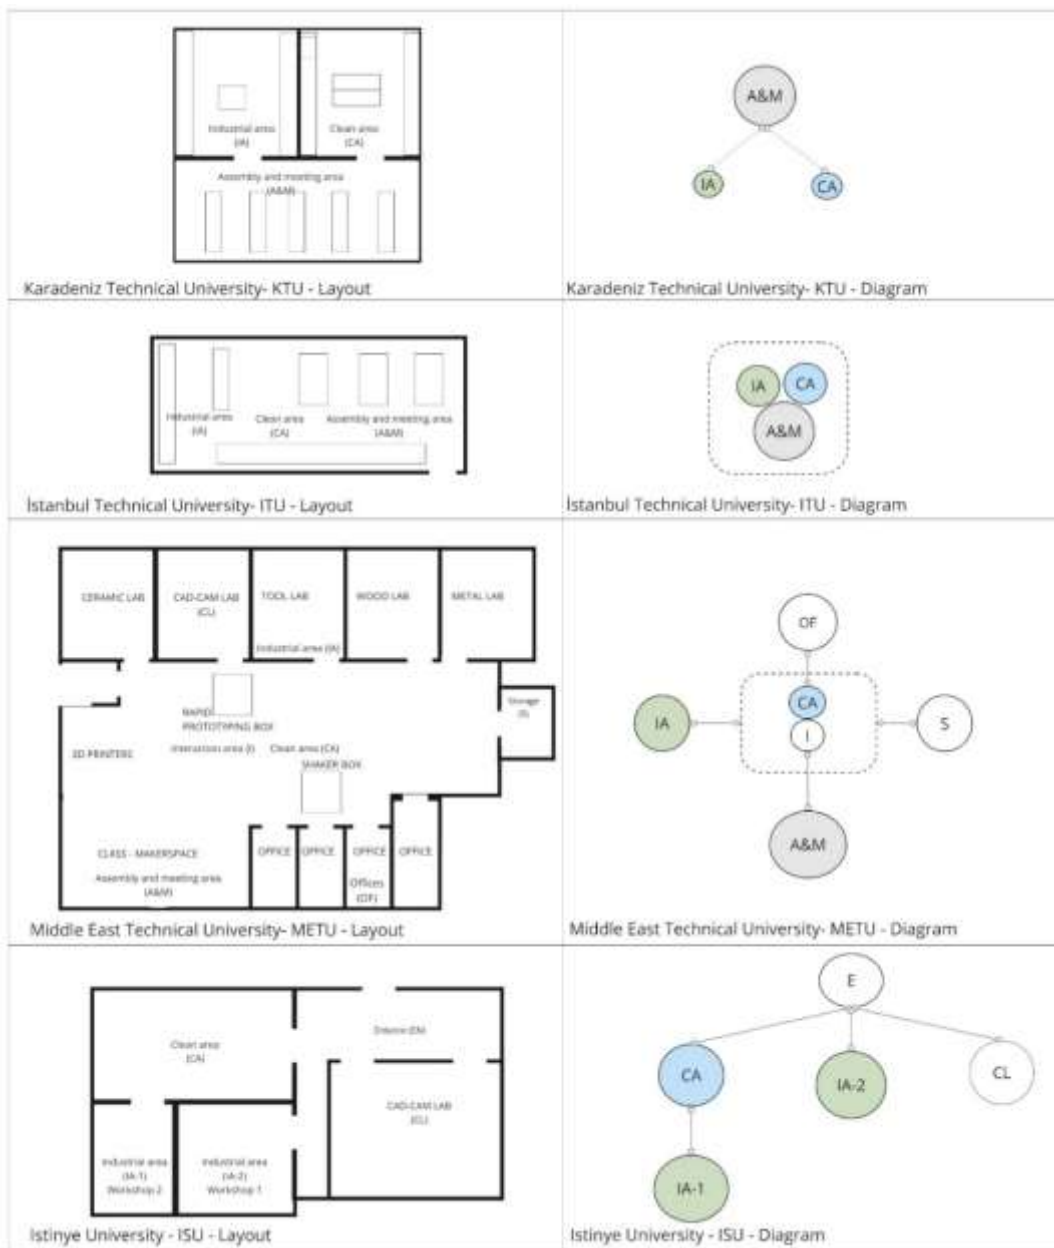 Industrial area
(IA)
Clean area
(CA)
Assembly and meeting area
(A&M)
Karadeniz Technical University- KTU - Layout
A&M
IA
CA
Karadeniz Technical University- KTU - Diagram
Industrial area
(IA)
Clean area
(CA)
Assembly and meeting area
(A&M)
İstanbul Technical University- ITU - Layout
IA
CA
A&M
İstanbul Technical University- ITU - Diagram
CERAMIC LAB
CAD-CAM LAB
(CL)
TOOL LAB
WOOD LAB
METAL LAB
Industrial area (IA)
Storage
(S)
RAPID
PROTOTYPING BOX
3D PRINTERS
Interaction area (I)
Clean area (CA)
SHAKER BOX
CLASS - MAKERSPACE
Assembly and meeting area
(A&M)
OFFICE
OFFICE
OFFICE
OFFICE
Offices
(OF)
Middle East Technical University- METU - Layout
OF
CA
I
IA
S
A&M
Middle East Technical University- METU - Diagram
Clean area
(CA)
Entance (EN)
CAD-CAM LAB
(CL)
Industrial area
(IA-1)
Workshop 2
Industrial area
(IA-2)
Workshop 1
Istinye University - ISU - Layout
E
CA
IA-2
CL
IA-1
Istinye University - ISU - Diagram